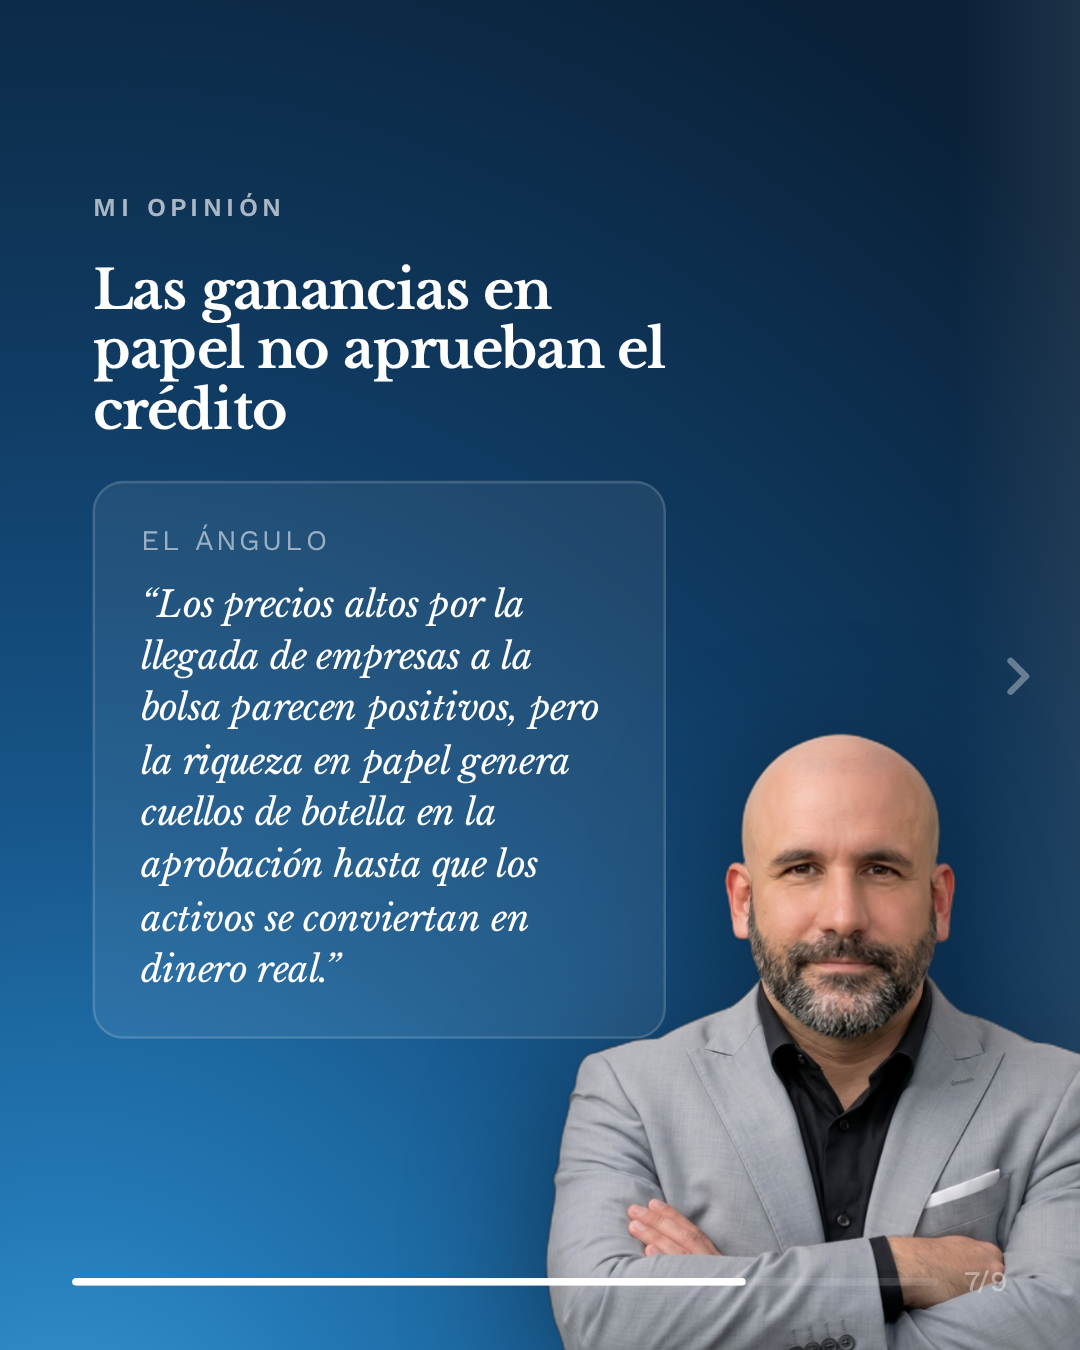 MI OPINIÓN
Las ganancias en
papel no aprueban el
crédito
EL ÁNGULO
“Los precios altos por la
llegada de empresas a la
bolsa parecen positivos, pero
la riqueza en papel genera
cuellos de botella en la
aprobación hasta que los
activos se conviertan en
dinero real.”
7/9